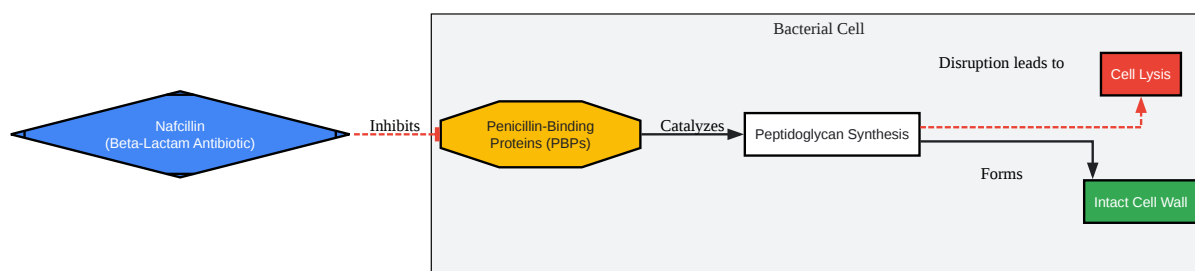 Bacterial Cell
Nafcillin
(Beta-Lactam Antibiotic)
Inhibits
Penicillin-Binding
Proteins (PBPs)
Catalyzes
Peptidoglycan Synthesis
Disruption leads to
Cell Lysis
Forms
Intact Cell Wall